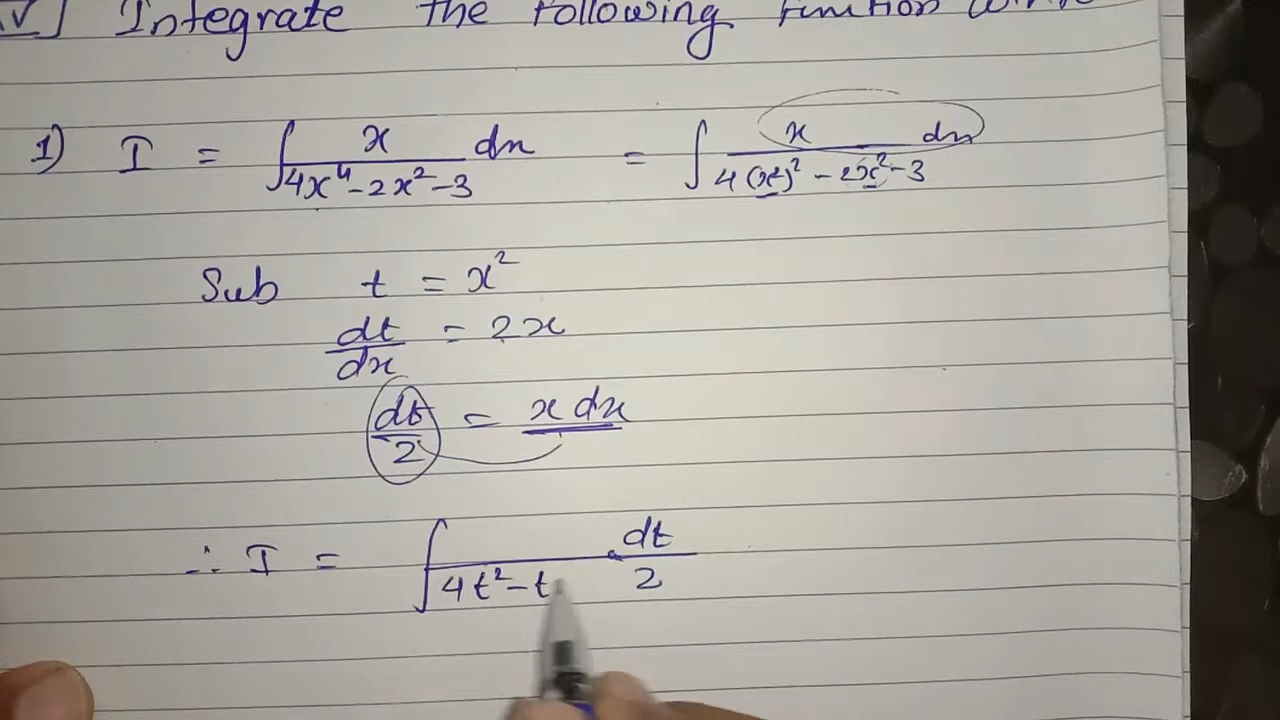 V] Integrate the following function w
1) I = ∫ x / (4x⁴ - 2x² - 3) dx = ∫ x dx / (4(x²)² - 2x² - 3)
Sub t = x²
dt/dx = 2x
dt/2 = x dx
∴ I = ∫ / (4t² - t · dt/2